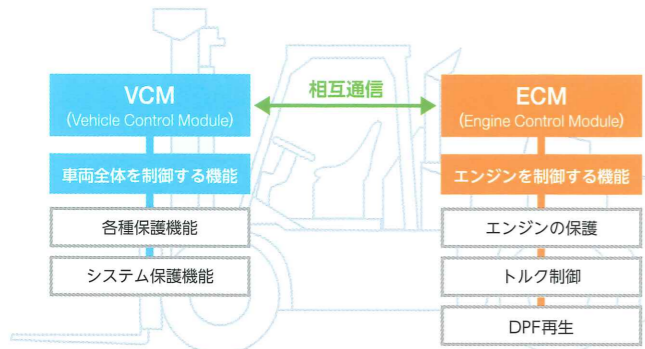 VCM
(Vehicle Control Module)
相互通信
ECM
(Engine Control Module)
車両全体を制御する機能
エンジンを制御する機能
各種保護機能
エンジンの保護
システム保護機能
トルク制御
DPF再生